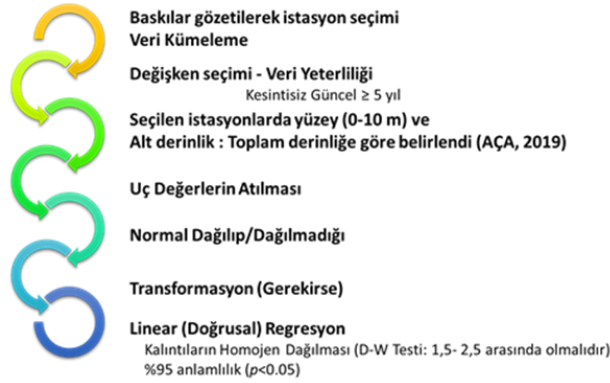 Baskılar gözetilerek istasyon seçimi
Veri Kümeleme
Değişken seçimi - Veri Yeterliliği
Kesintisiz Güncel ≥ 5 yıl
Seçilen istasyonlarda yüzey (0-10 m) ve
Alt derinlik : Toplam derinliğe göre belirlendi (AÇA, 2019)
Uç Değerlerin Atılması
Normal Dağılıp/Dağılmadığı
Transformasyon (Gerekirse)
Linear (Doğrusal) Regresyon
Kalıntıların Homojen Dağılması (D-W Testi: 1,5- 2,5 arasında olmalıdır)
%95 anlamlılık (p<0.05)